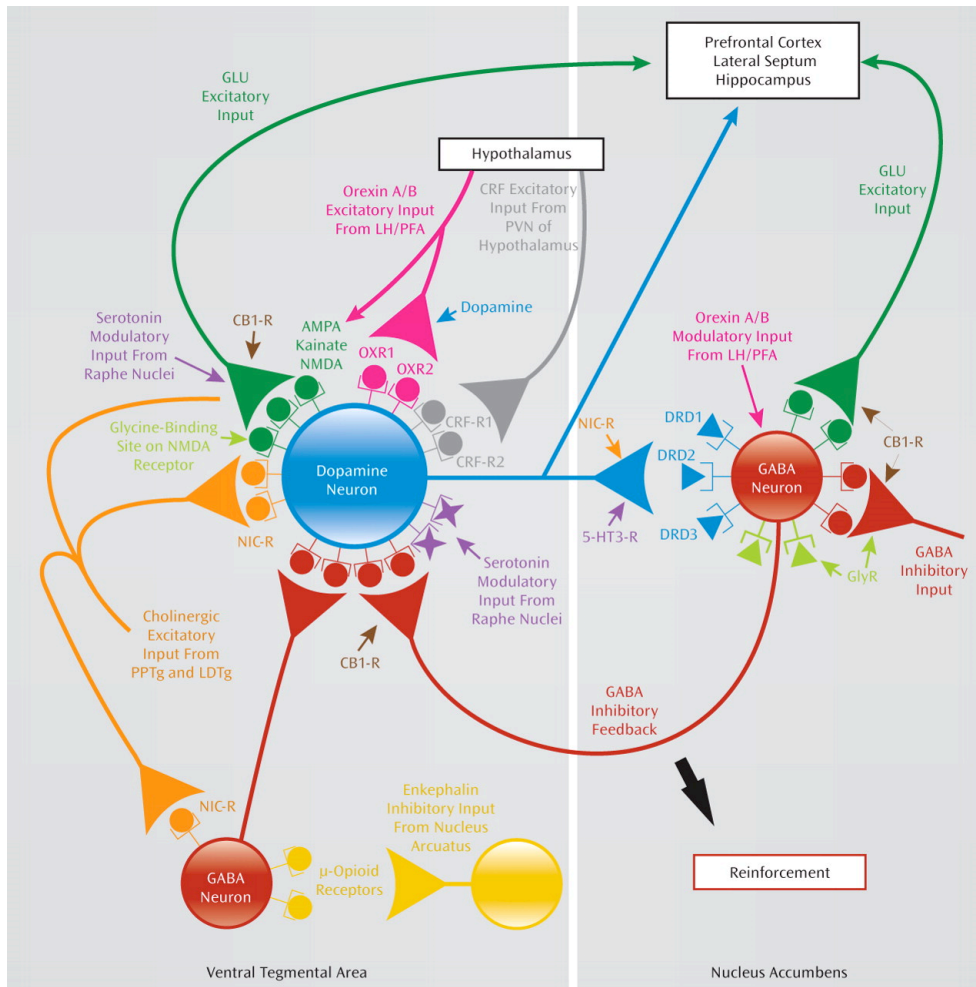 Prefrontal Cortex
Lateral Septum
Hippocampus
GLU
Excitatory
Input
Hypothalamus
Orexin A/B
Excitatory Input
From LH/PFA
CRF Excitatory
Input From
PVN of
Hypothalamus
GLU
Excitatory
Input
Dopamine
Serotonin
Modulatory
Input From
Raphe Nuclei
CB1-R
AMPA
Kainate
NMDA
OXR1
OXR2
Orexin A/B
Modulatory Input
From LH/PFA
CRF-R1
CRF-R2
Glycine-Binding
Site on NMDA
Receptor
Dopamine
Neuron
NIC-R
NIC-R
5-HT3-R
DRD1
DRD2
DRD3
GABA
Neuron
CB1-R
GlyR
GABA
Inhibitory
Input
Serotonin
Modulatory
Input From
Raphe Nuclei
CB1-R
Cholinergic
Excitatory
Input From
PPTg and LDTg
GABA
Inhibitory
Feedback
NIC-R
Enkephalin
Inhibitory Input
From Nucleus
Arcuatus
μ-Opioid
Receptors
GABA
Neuron
Reinforcement
Ventral Tegmental Area
Nucleus Accumbens